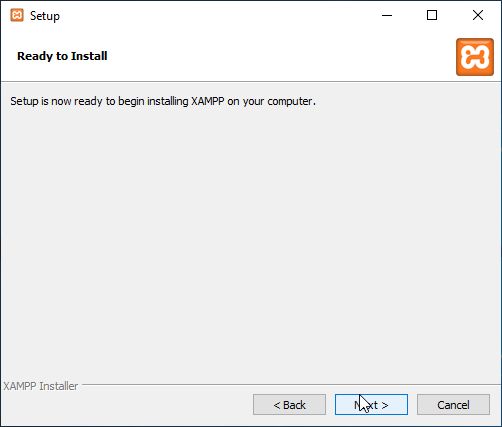 Setup
Ready to Install
Setup is now ready to begin installing XAMPP on your computer.
XAMPP Installer
< Back
Next >
Cancel